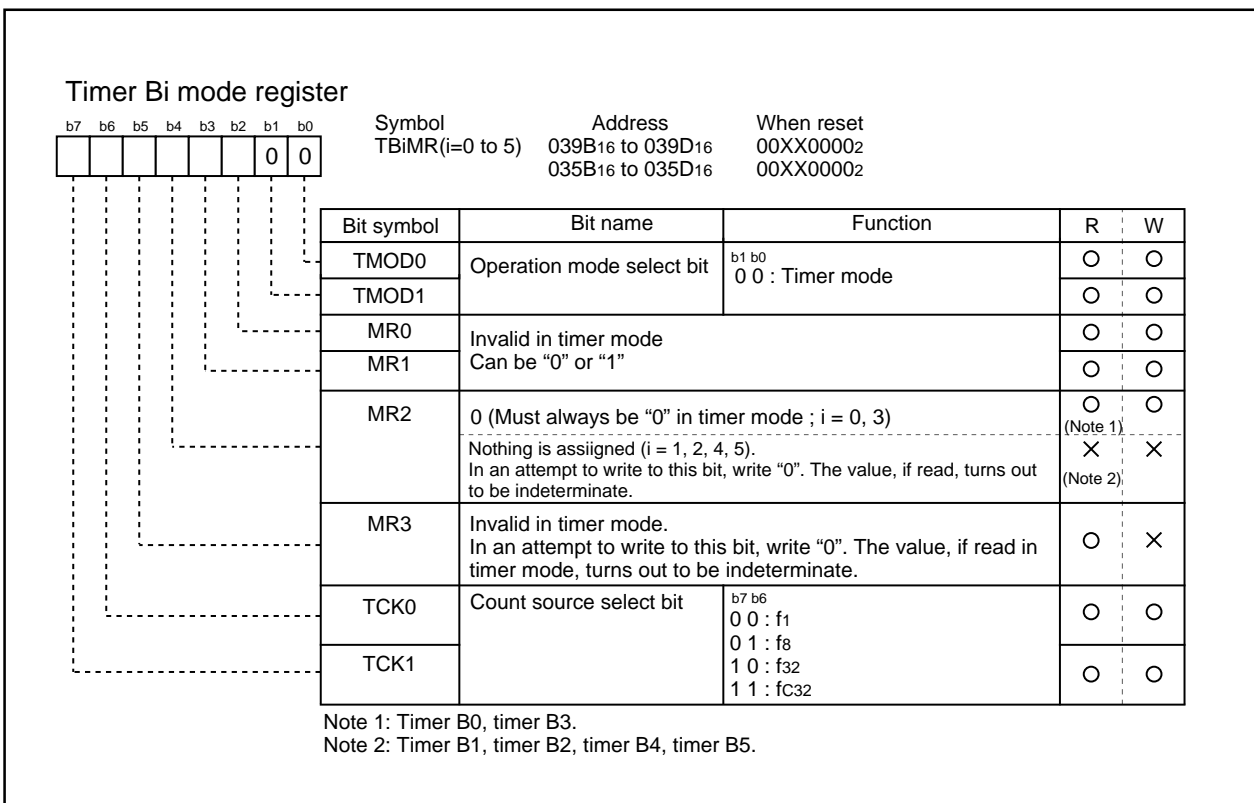 Timer Bi mode register
b7 b6 b5 b4 b3 b2 b1 b0
0 0
Symbol Address When reset
TBiMR(i=0 to 5) 039B16 to 039D16 00XX00002
035B16 to 035D16 00XX00002
Bit symbol Bit name Function R W
TMOD0 Operation mode select bit b1 b0
0 0 : Timer mode
TMOD1
MR0 Invalid in timer mode
MR1 Can be “0” or “1”
MR2 0 (Must always be “0” in timer mode ; i = 0, 3)
(Note 1)
Nothing is assiigned (i = 1, 2, 4, 5).
In an attempt to write to this bit, write “0”. The value, if read, turns out
to be indeterminate.
(Note 2)
MR3 Invalid in timer mode.
In an attempt to write to this bit, write “0”. The value, if read in
timer mode, turns out to be indeterminate.
TCK0 Count source select bit b7 b6
0 0 : f1
0 1 : f8
TCK1 1 0 : f32
1 1 : fC32
Note 1: Timer B0, timer B3.
Note 2: Timer B1, timer B2, timer B4, timer B5.